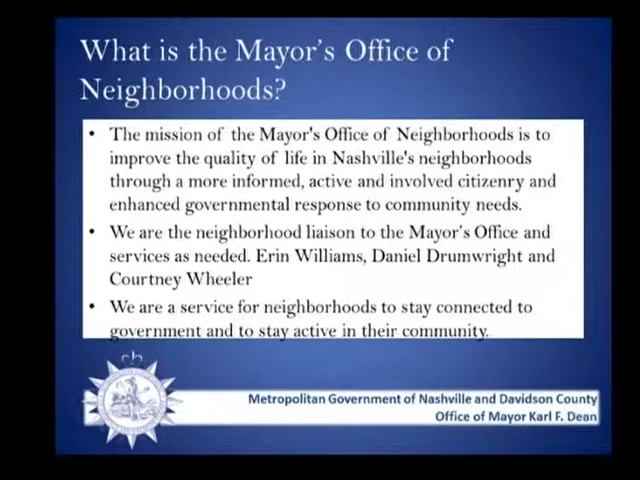 What is the Mayor's Office of
Neighborhoods?
• The mission of the Mayor's Office of Neighborhoods is to
improve the quality of life in Nashville's neighborhoods
through a more informed, active and involved citizenry and
enhanced governmental response to community needs.
• We are the neighborhood liaison to the Mayor's Office and
services as needed. Erin Williams, Daniel Drumwright and
Courtney Wheeler
• We are a service for neighborhoods to stay connected to
government and to stay active in their community.
Metropolitan Government of Nashville and Davidson County
Office of Mayor Karl F. Dean